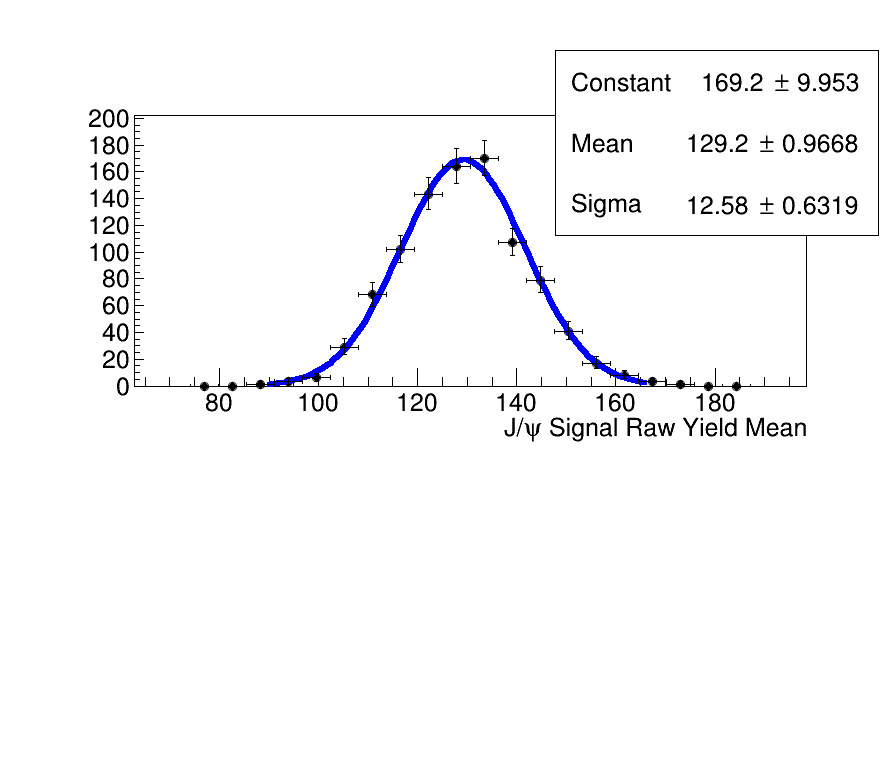 Constant 169.2 ± 9.953
Mean 129.2 ± 0.9668
Sigma 12.58 ± 0.6319
200
180
160
140
120
100
80
60
40
20
0
80 100 120 140 160 180
J/ψ Signal Raw Yield Mean